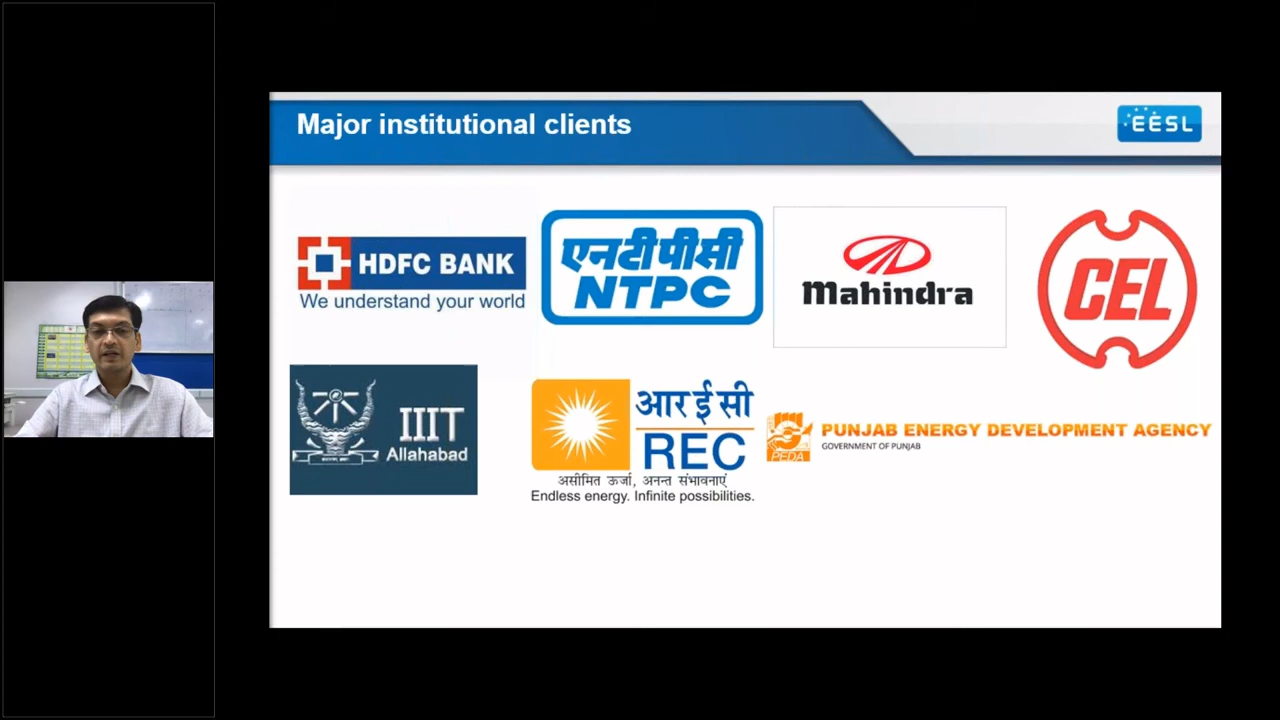 Major institutional clients
EESL
HDFC BANK
We understand your world
एनटीपीसी
NTPC
Mahindra
CEL
IIIT
Allahabad
आर ई सी
REC
असीमित ऊर्जा, अनन्त संभावनाएं
Endless energy. Infinite possibilities.
PEDA
PUNJAB ENERGY DEVELOPMENT AGENCY
GOVERNMENT OF PUNJAB